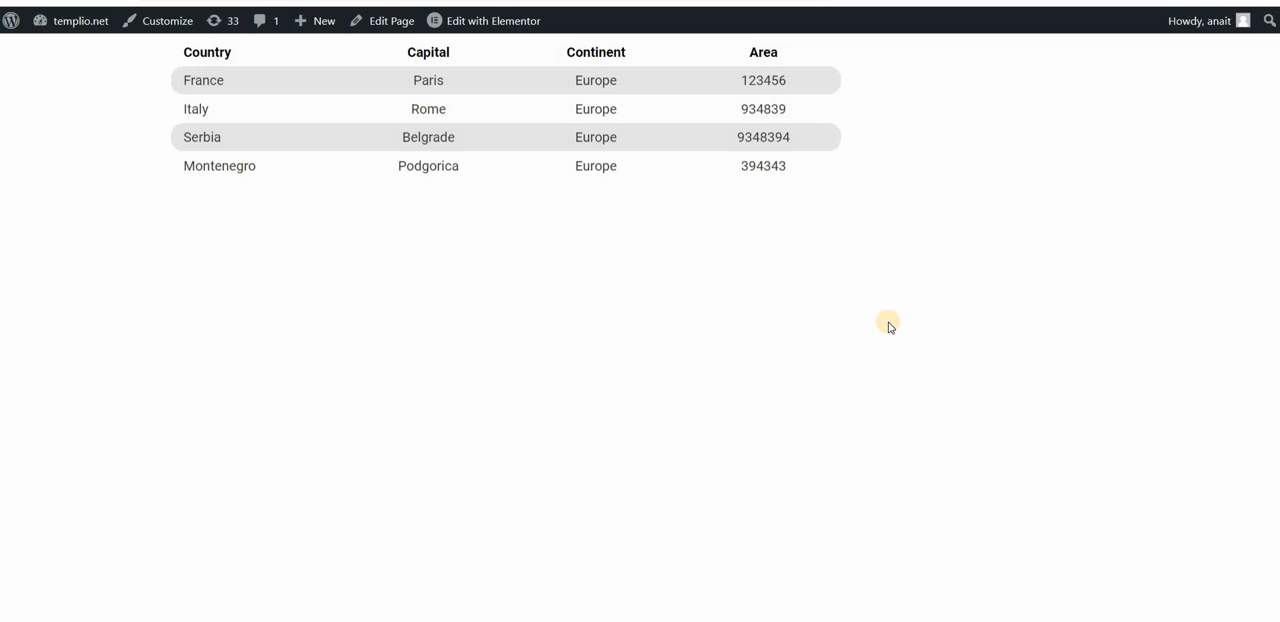 templio.net Customize 33 1 New Edit Page Edit with Elementor Howdy, anait
Country Capital Continent Area
France Paris Europe 123456
Italy Rome Europe 934839
Serbia Belgrade Europe 9348394
Montenegro Podgorica Europe 394343